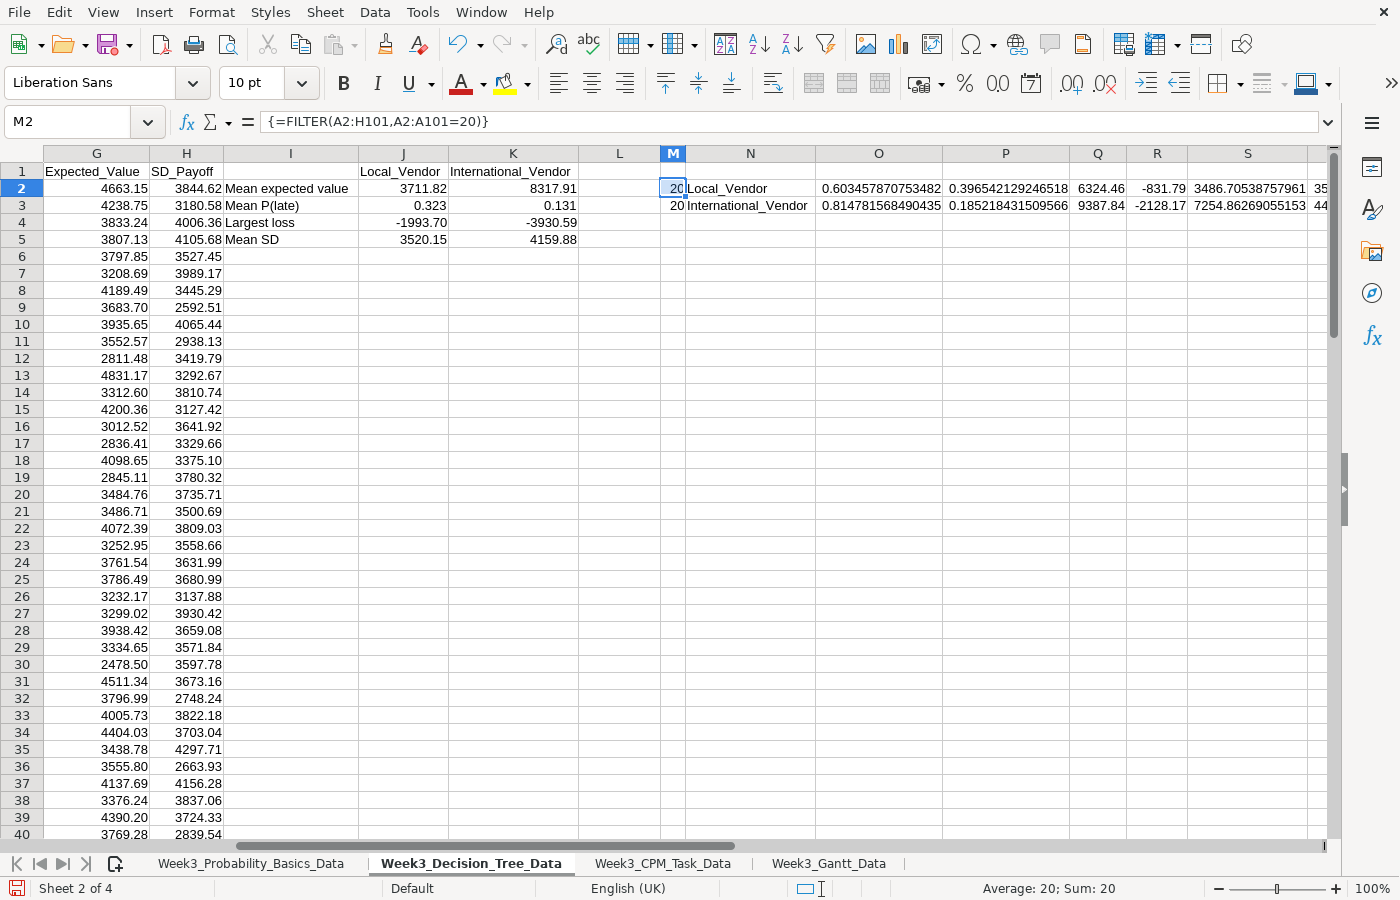 File Edit View Insert Format Styles Sheet Data Tools Window Help
Liberation Sans 10 pt
M2 {=FILTER(A2:H101,A2:A101=20)}
G H I J K L M N O P Q R S
1 Expected_Value SD_Payoff Local_Vendor International_Vendor
2 4663.15 3844.62 Mean expected value 3711.82 8317.91 20 Local_Vendor 0.603457870753482 0.396542129246518 6324.46 -831.79 3486.70538757961 35
3 4238.75 3180.58 Mean P(late) 0.323 0.131 20 International_Vendor 0.814781568490435 0.185218431509566 9387.84 -2128.17 7254.86269055153 44
4 3833.24 4006.36 Largest loss -1993.70 -3930.59
5 3807.13 4105.68 Mean SD 3520.15 4159.88
6 3797.85 3527.45
7 3208.69 3989.17
8 4189.49 3445.29
9 3683.70 2592.51
10 3935.65 4065.44
11 3552.57 2938.13
12 2811.48 3419.79
13 4831.17 3292.67
14 3312.60 3810.74
15 4200.36 3127.42
16 3012.52 3641.92
17 2836.41 3329.66
18 4098.65 3375.10
19 2845.11 3780.32
20 3484.76 3735.71
21 3486.71 3500.69
22 4072.39 3809.03
23 3252.95 3558.66
24 3761.54 3631.99
25 3786.49 3680.99
26 3232.17 3137.88
27 3299.02 3930.42
28 3938.42 3659.08
29 3334.65 3571.84
30 2478.50 3597.78
31 4511.34 3673.16
32 3796.99 2748.24
33 4005.73 3822.18
34 4404.03 3703.04
35 3438.78 4297.71
36 3555.80 2663.93
37 4137.69 4156.28
38 3376.24 3837.06
39 4390.20 3724.33
40 3769.28 2839.54
Week3_Probability_Basics_Data Week3_Decision_Tree_Data Week3_CPM_Task_Data Week3_Gantt_Data
Sheet 2 of 4 Default English (UK) Average: 20; Sum: 20 100%